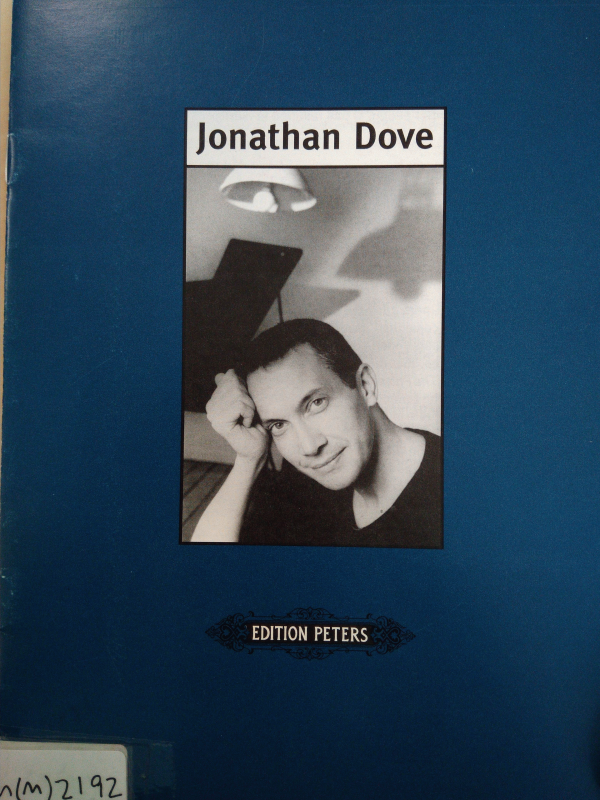 Jonathan Dove
EDITION PETERS
(m)2192